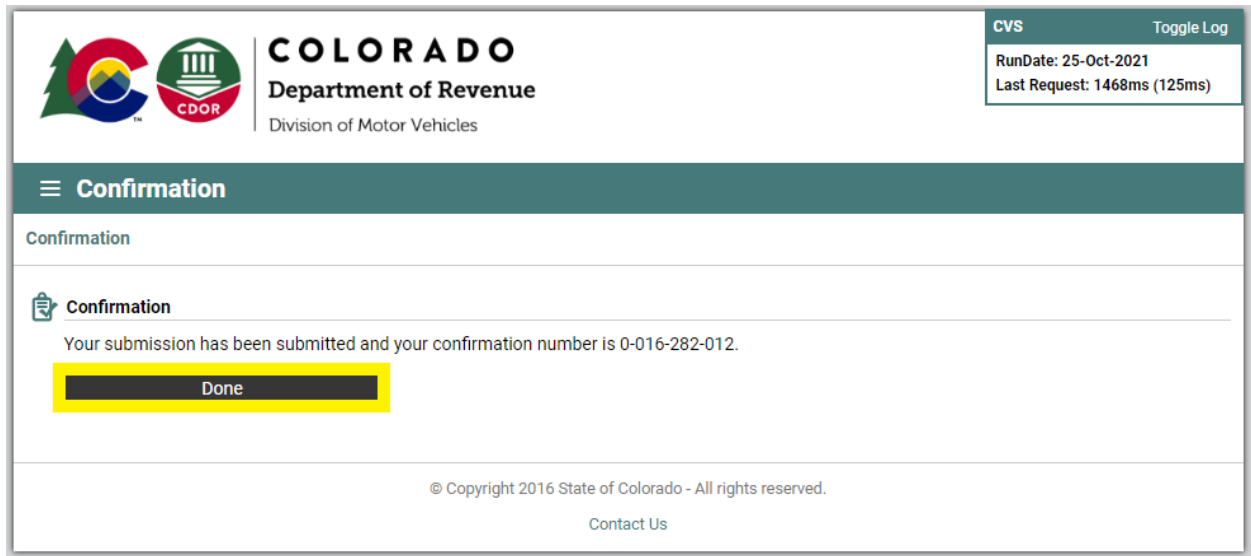 CDOR
TM
COLORADO
Department of Revenue
Division of Motor Vehicles
CVS Toggle Log
RunDate: 25-Oct-2021
Last Request: 1468ms (125ms)
Confirmation
Confirmation
Confirmation
Your submission has been submitted and your confirmation number is 0-016-282-012.
Done
© Copyright 2016 State of Colorado - All rights reserved.
Contact Us